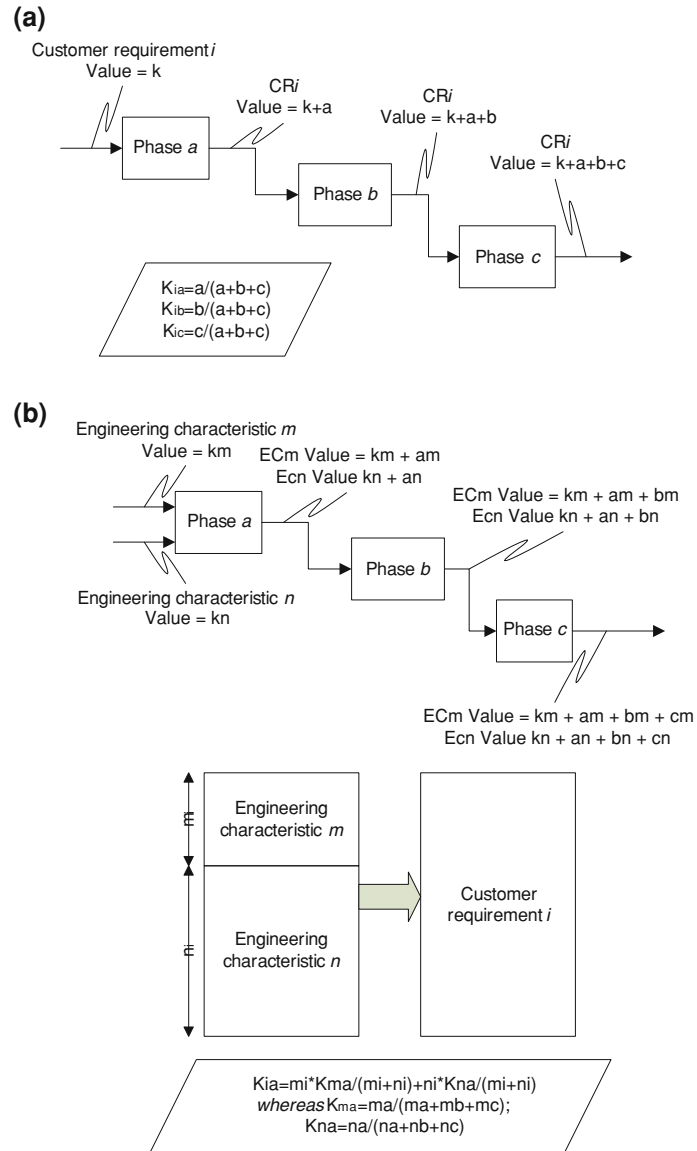 (a)
Customer requirement i
Value = k
CRi
Value = k+a
CRi
Value = k+a+b
CRi
Value = k+a+b+c
Phase a
Phase b
Phase c
Kia=a/(a+b+c)
Kib=b/(a+b+c)
Kic=c/(a+b+c)
(b)
Engineering characteristic m
Value = km
ECm Value = km + am
Ecn Value kn + an
ECm Value = km + am + bm
Ecn Value kn + an + bn
Phase a
Phase b
Engineering characteristic n
Value = kn
Phase c
ECm Value = km + am + bm + cm
Ecn Value kn + an + bn + cn
mi
Engineering
characteristic m
ni
Engineering
characteristic n
Customer
requirement i
Kia=mi*Kma/(mi+ni)+ni*Kna/(mi+ni)
whereas Kma=ma/(ma+mb+mc);
Kna=na/(na+nb+nc)